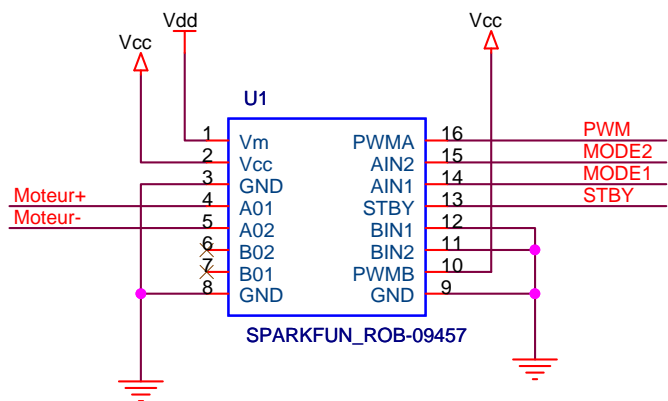 Vdd
Vcc
Vcc
U1
1 Vm PWMA 16 PWM
2 Vcc AIN2 15 MODE2
3 GND AIN1 14 MODE1
Moteur+ 4 A01 STBY 13 STBY
Moteur- 5 A02 BIN1 12
6 B02 BIN2 11
7 B01 PWMB 10
8 GND GND 9
SPARKFUN_ROB-09457